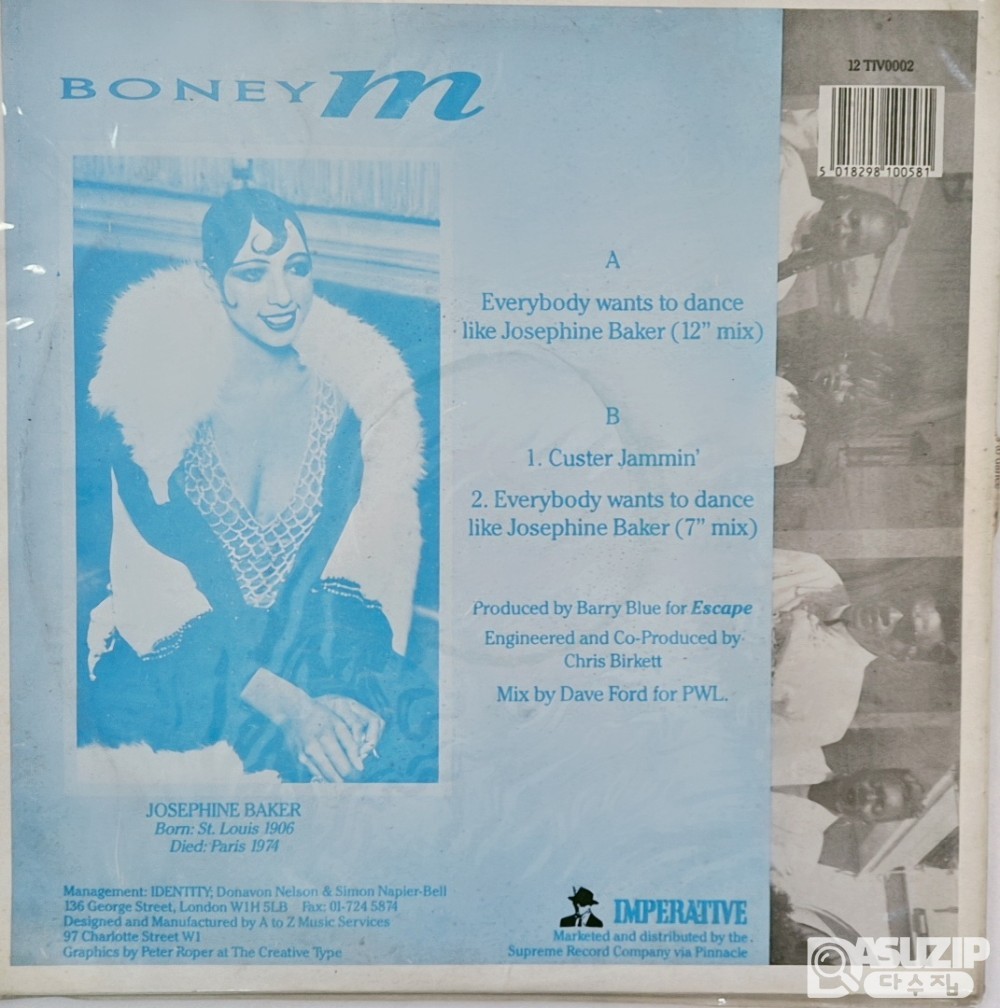 BONEY m
12 TIV0002
5 018298 100581
A
Everybody wants to dance
like Josephine Baker (12" mix)
B
1. Custer Jammin'
2. Everybody wants to dance
like Josephine Baker (7" mix)
Produced by Barry Blue for Escape
Engineered and Co-Produced by
Chris Birkett
Mix by Dave Ford for PWL.
JOSEPHINE BAKER
Born: St. Louis 1906
Died: Paris 1974
Management: IDENTITY; Donavon Nelson & Simon Napier-Bell
136 George Street, London W1H 5LB Fax: 01-724 5874
Designed and Manufactured by A to Z Music Services
97 Charlotte Street W1
Graphics by Peter Roper at The Creative Type
IMPERATIVE
Marketed and distributed by the
Supreme Record Company via Pinnacle
ASUZIP
다수집